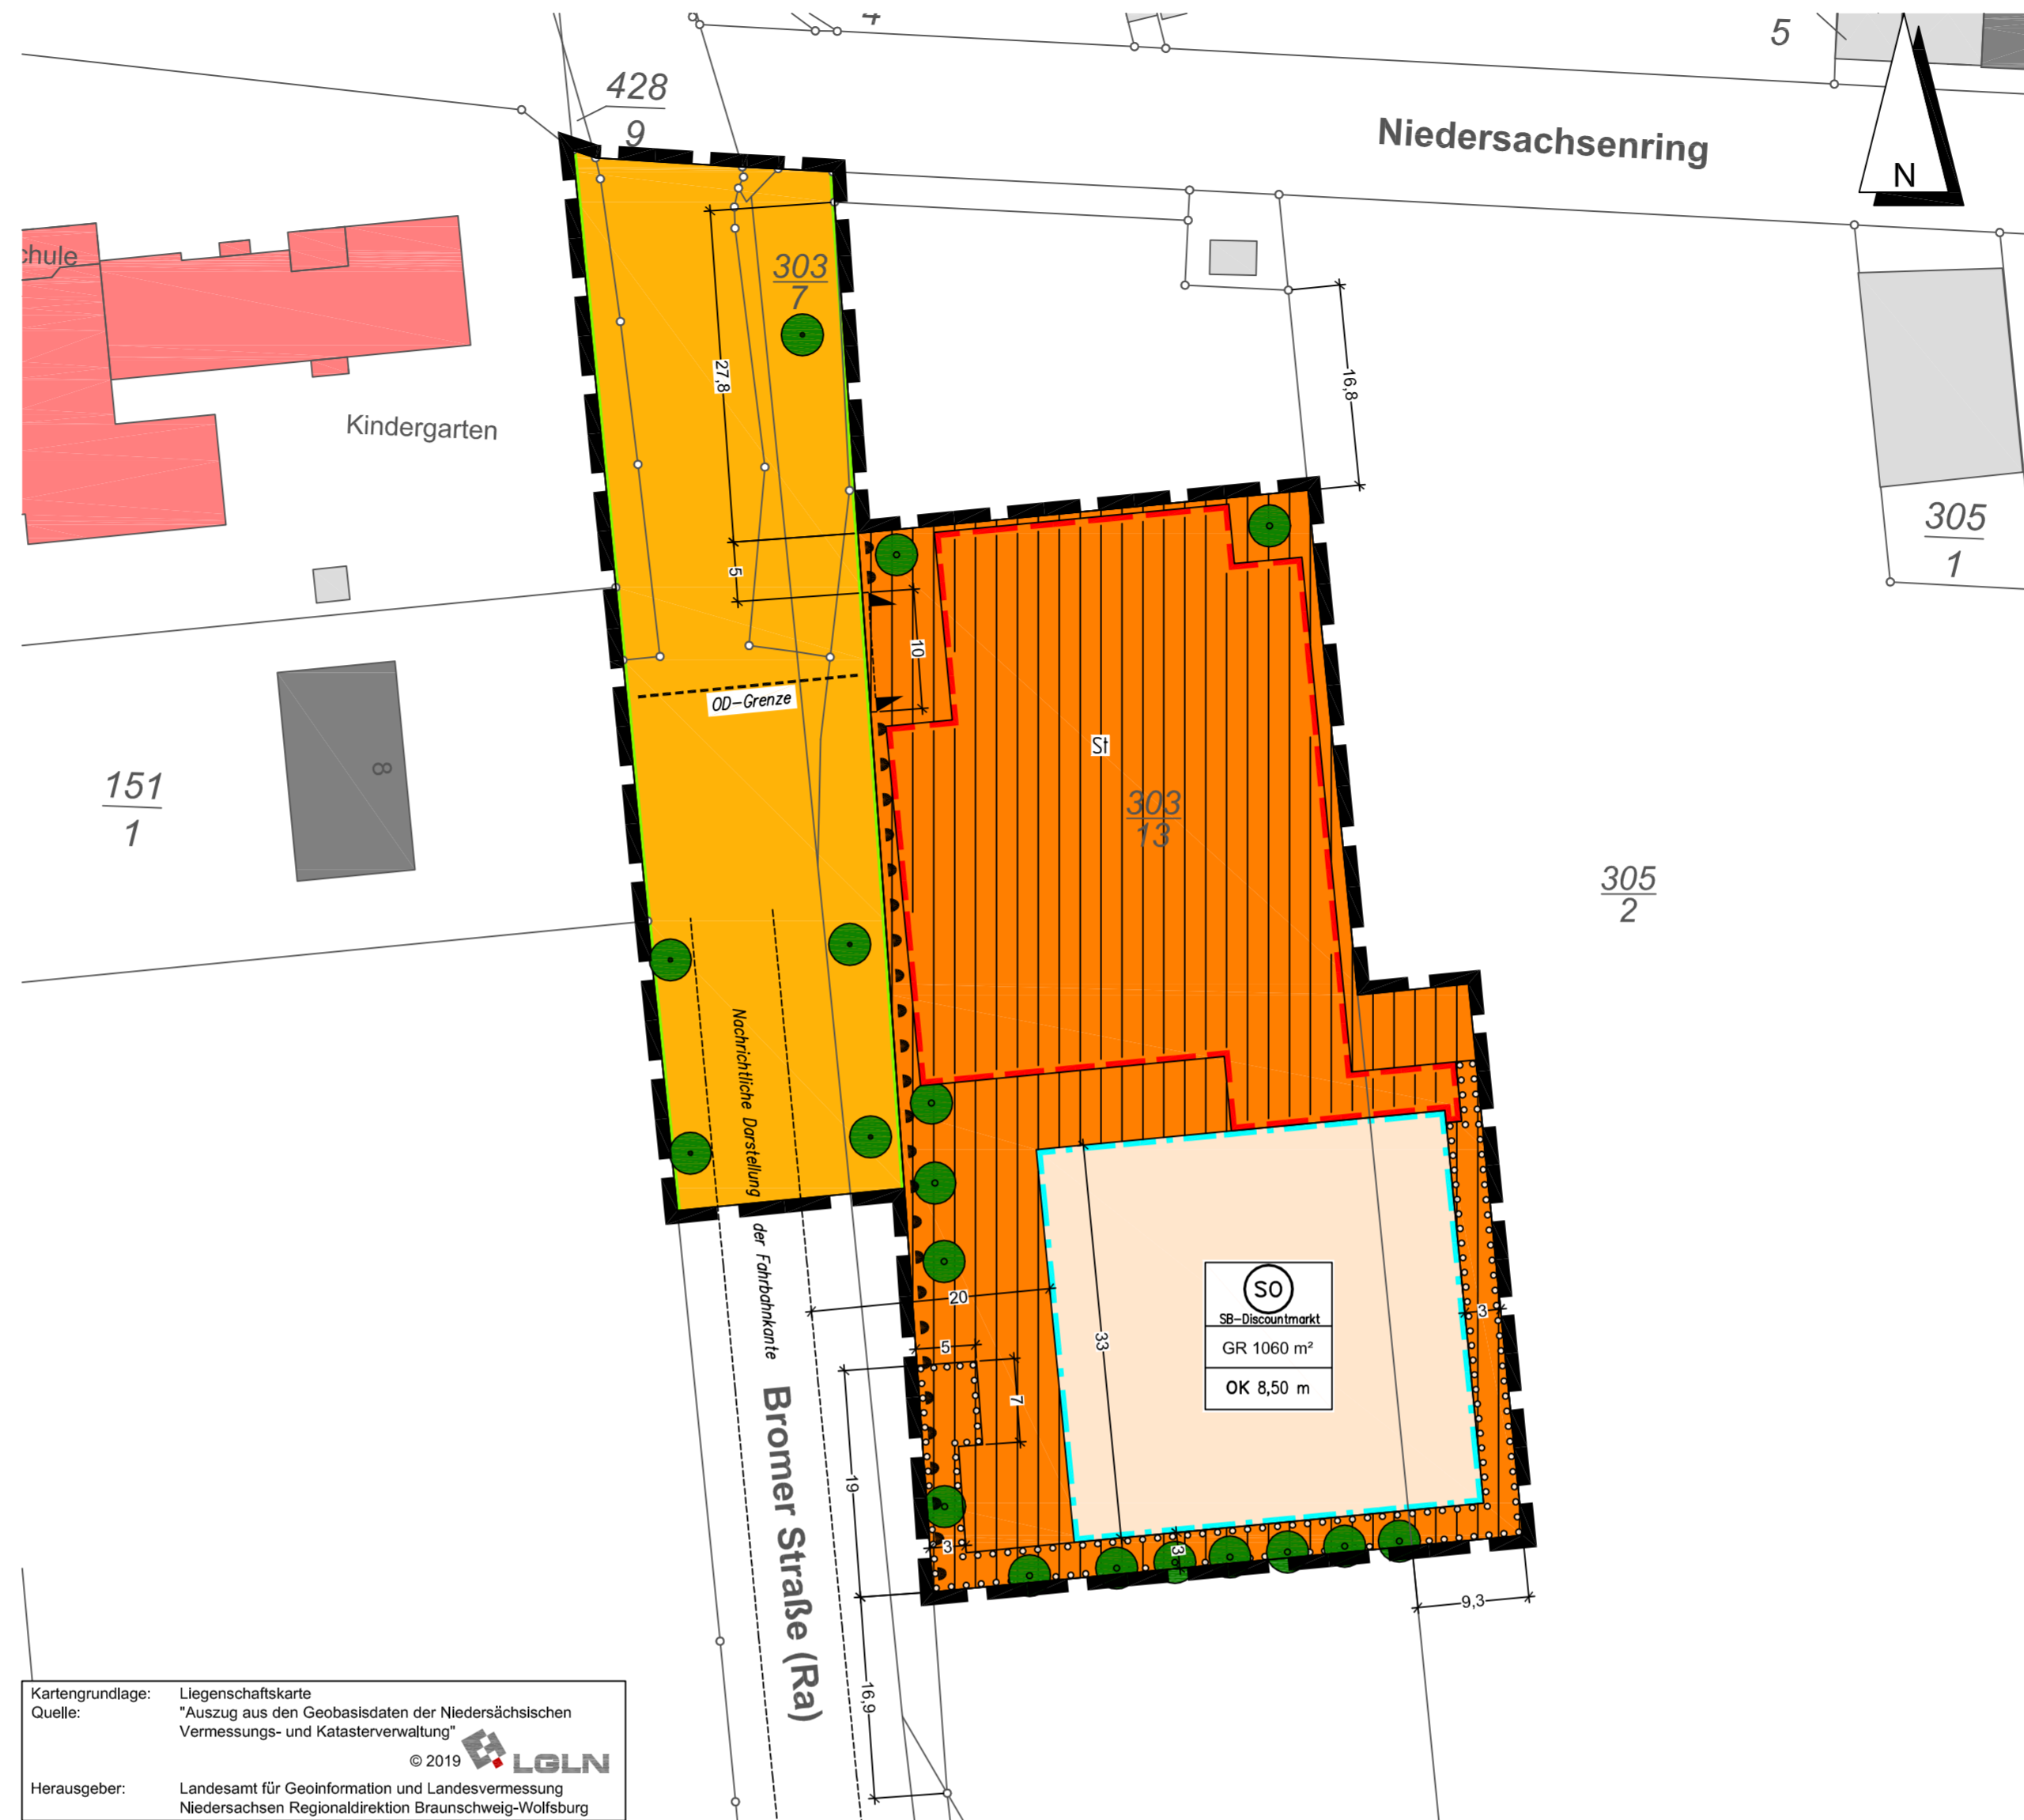 4
5
428
9
Niedersachsenring
N
chule
303
7
27,8
16,8
Kindergarten
305
1
5
10
OD-Grenze
St
151
1
8
303
13
305
2
Nachrichtliche Darstellung der Fahrbahnkante
20
SO
SB-Discountmarkt
GR 1060 m²
OK 8,50 m
3
33
5
7
19
3
3
9,3
Bromer Straße (Ra)
16,9
Kartengrundlage: Liegenschaftskarte
Quelle: "Auszug aus den Geobasisdaten der Niedersächsischen
Vermessungs- und Katasterverwaltung"
© 2019 LGLN
Herausgeber: Landesamt für Geoinformation und Landesvermessung
Niedersachsen Regionaldirektion Braunschweig-Wolfsburg